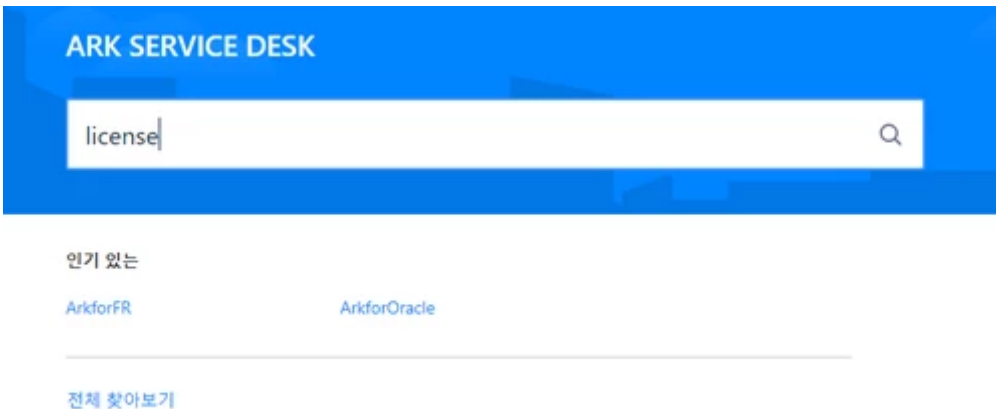 ARK SERVICE DESK
license
인기 있는
ArkforFR ArkforOracle
전체 찾아보기